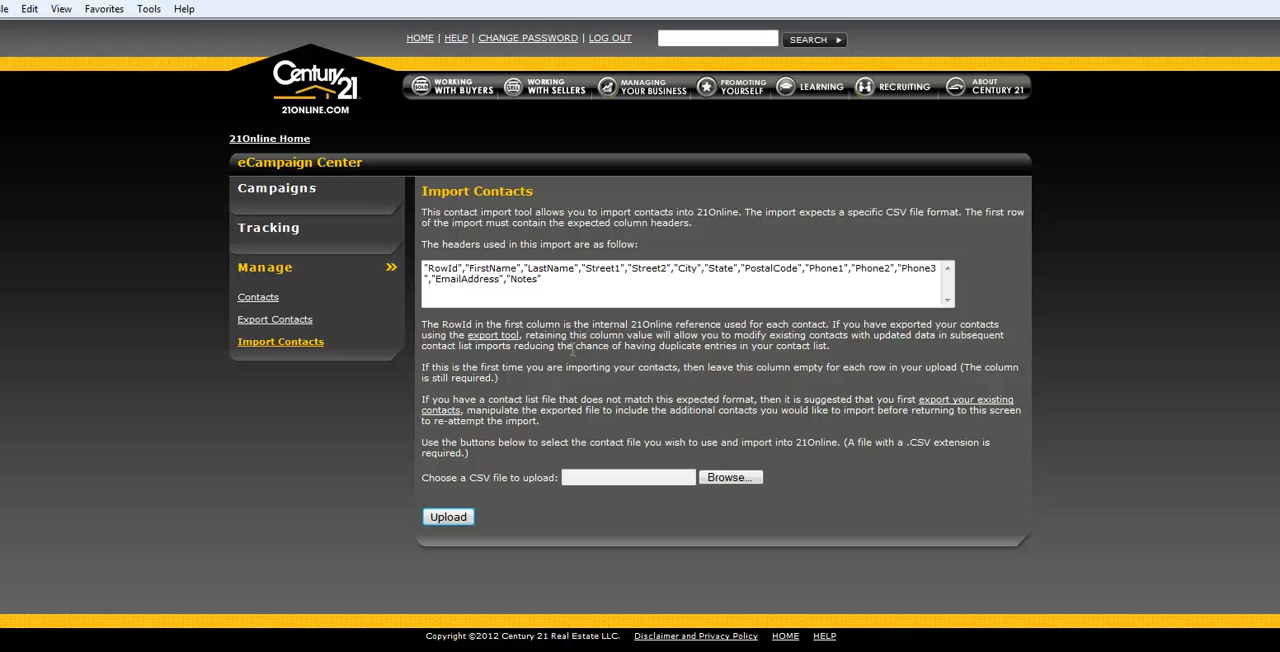 Edit View Favorites Tools Help
HOME | HELP | CHANGE PASSWORD | LOG OUT
SEARCH
Century 21
21ONLINE.COM
WORKING WITH BUYERS
WORKING WITH SELLERS
MANAGING YOUR BUSINESS
PROMOTING YOURSELF
LEARNING
RECRUITING
ABOUT CENTURY 21
21Online Home
eCampaign Center
Campaigns
Tracking
Manage »
Contacts
Export Contacts
Import Contacts
Import Contacts
This contact import tool allows you to import contacts into 21Online. The import expects a specific CSV file format. The first row
of the import must contain the expected column headers.
The headers used in this import are as follow:
"RowId","FirstName","LastName","Street1","Street2","City","State","PostalCode","Phone1","Phone2","Phone3
","EmailAddress","Notes"
The RowId in the first column is the internal 21Online reference used for each contact. If you have exported your contacts
using the export tool, retaining this column value will allow you to modify existing contacts with updated data in subsequent
contact list imports reducing the chance of having duplicate entries in your contact list.
If this is the first time you are importing your contacts, then leave this column empty for each row in your upload (The column
is still required.)
If you have a contact list file that does not match this expected format, then it is suggested that you first export your existing
contacts, manipulate the exported file to include the additional contacts you would like to import before returning to this screen
to re-attempt the import.
Use the buttons below to select the contact file you wish to use and import into 21Online. (A file with a .CSV extension is
required.)
Choose a CSV file to upload: Browse...
Upload
Copyright ©2012 Century 21 Real Estate LLC. Disclaimer and Privacy Policy HOME HELP